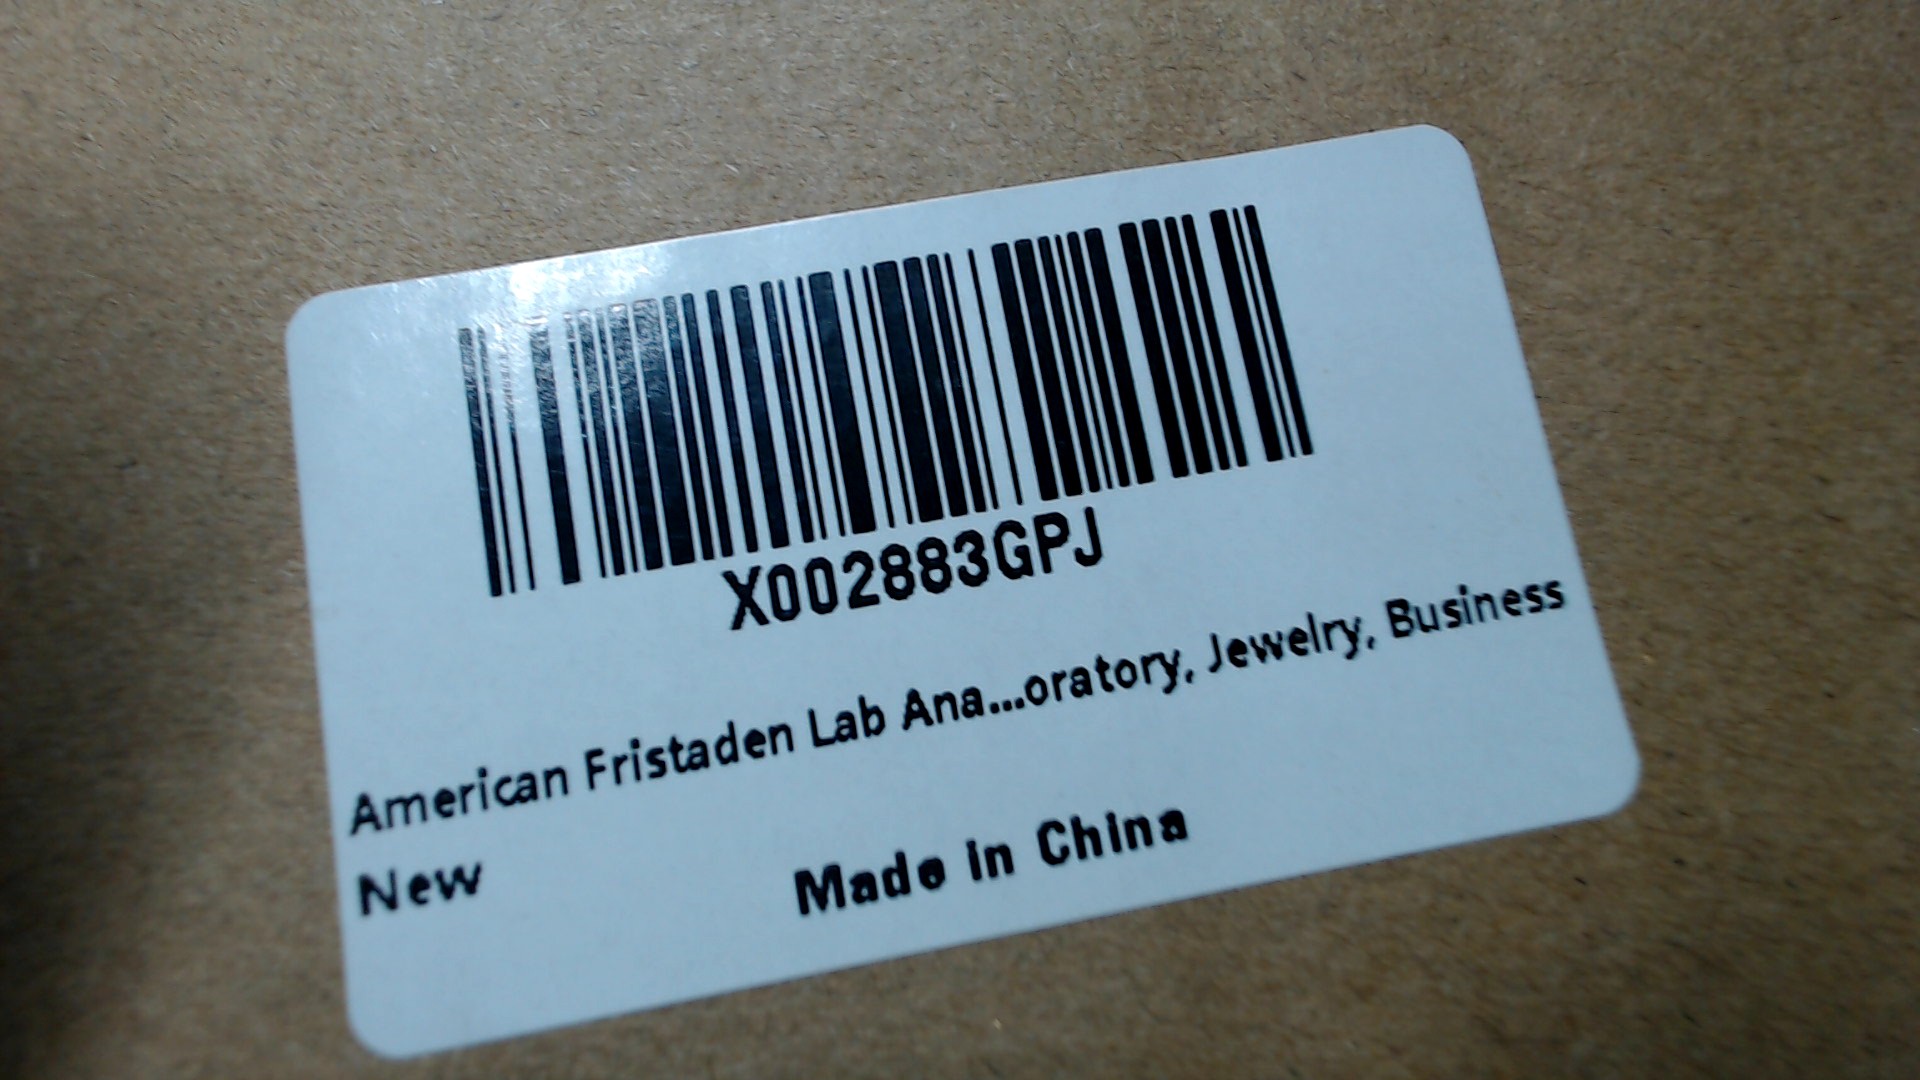 X002883GPJ
American Fristaden Lab Ana...oratory, Jewelry, Business
New
Made in China